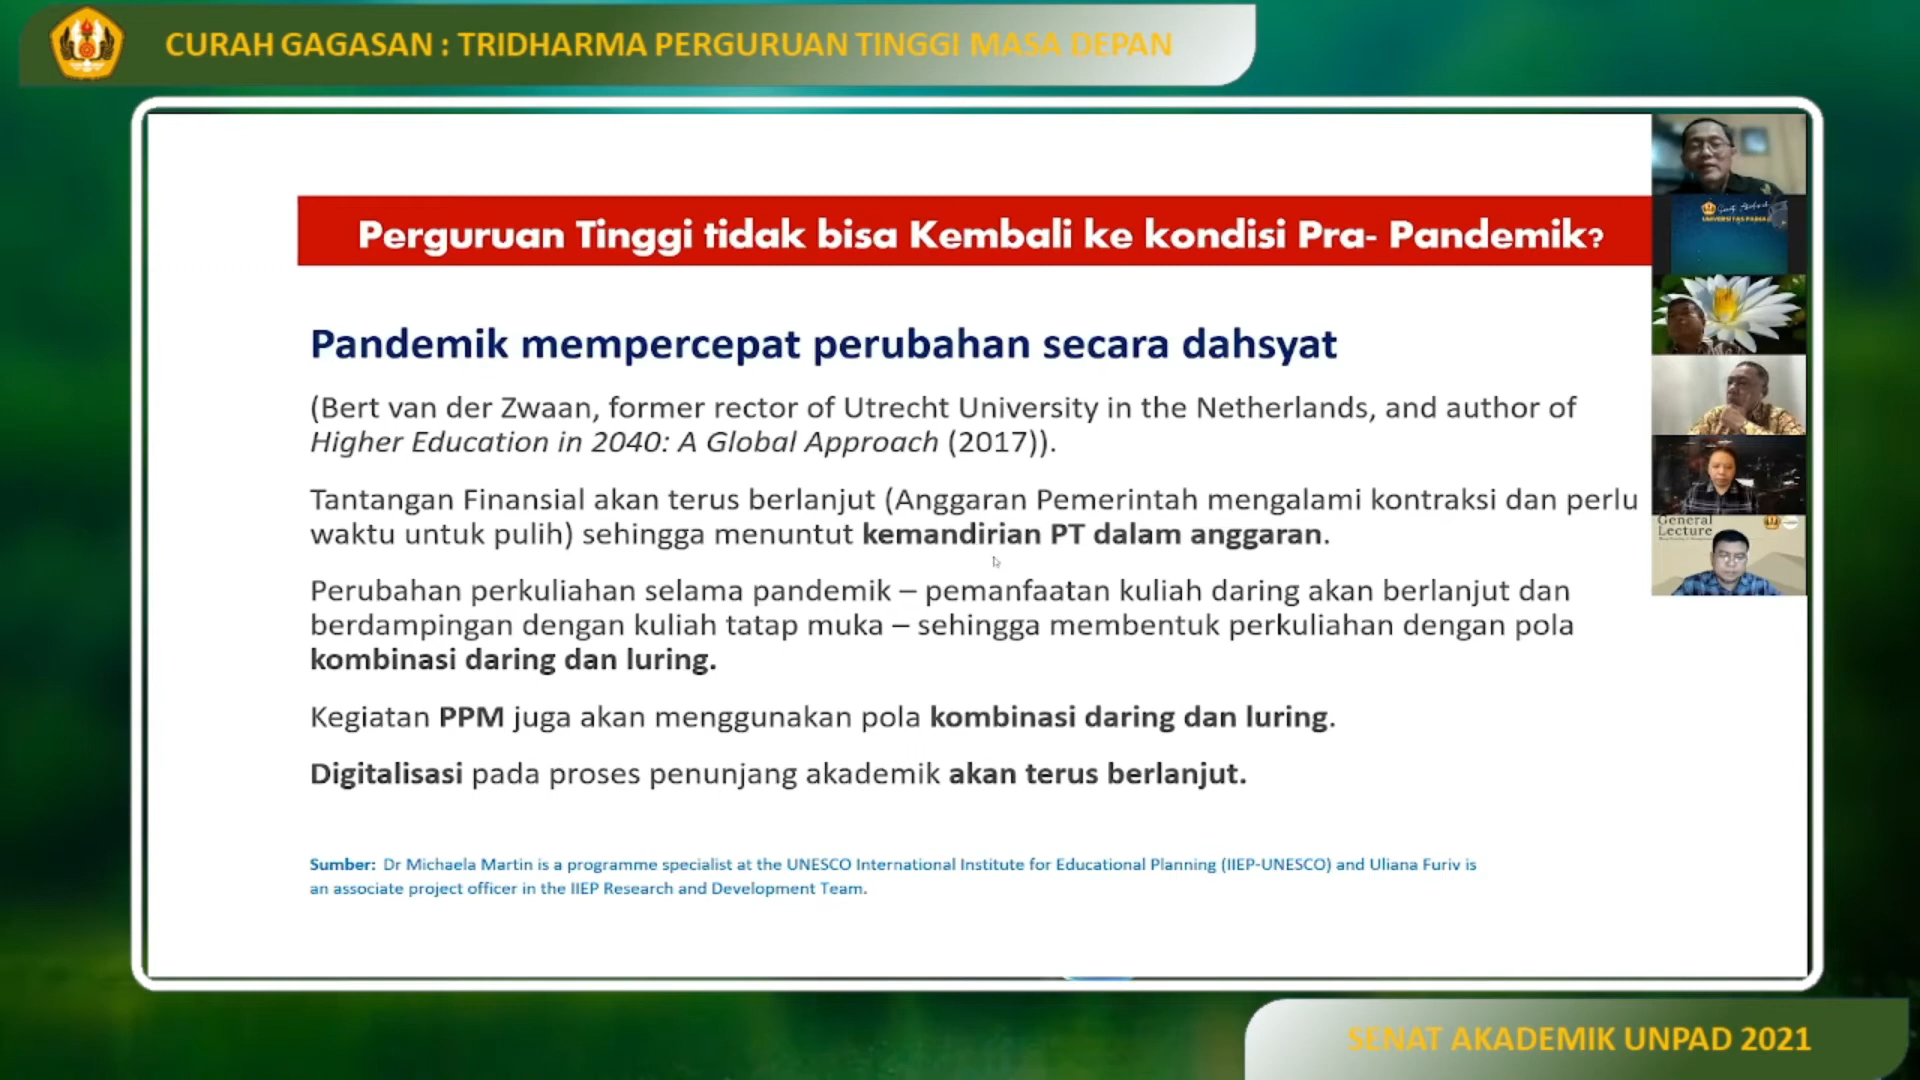 CURAH GAGASAN : TRIDHARMA PERGURUAN TINGGI MASA DEPAN
Perguruan Tinggi tidak bisa Kembali ke kondisi Pra- Pandemik?
Pandemik mempercepat perubahan secara dahsyat
(Bert van der Zwaan, former rector of Utrecht University in the Netherlands, and author of
Higher Education in 2040: A Global Approach (2017)).
Tantangan Finansial akan terus berlanjut (Anggaran Pemerintah mengalami kontraksi dan perlu
waktu untuk pulih) sehingga menuntut kemandirian PT dalam anggaran.
Perubahan perkuliahan selama pandemik – pemanfaatan kuliah daring akan berlanjut dan
berdampingan dengan kuliah tatap muka – sehingga membentuk perkuliahan dengan pola
kombinasi daring dan luring.
Kegiatan PPM juga akan menggunakan pola kombinasi daring dan luring.
Digitalisasi pada proses penunjang akademik akan terus berlanjut.
Sumber: Dr Michaela Martin is a programme specialist at the UNESCO International Institute for Educational Planning (IIEP-UNESCO) and Uliana Furiv is
an associate project officer in the IIEP Research and Development Team.
General
Lecture
SENAT AKADEMIK UNPAD 2021